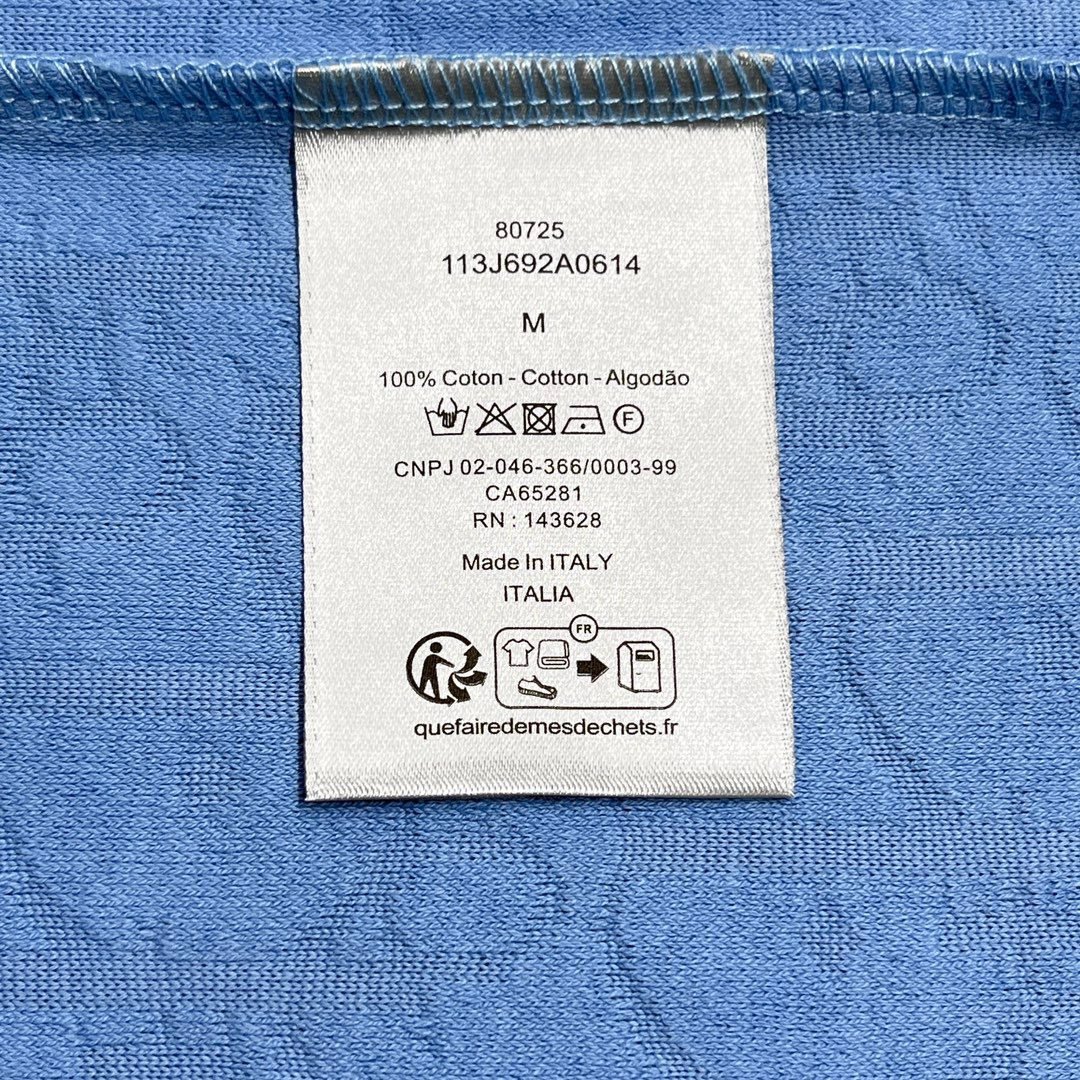 80725
113J692A0614
M
100% Coton - Cotton - Algodão
F
CNPJ 02-046-366/0003-99
CA65281
RN : 143628
Made In ITALY
ITALIA
FR
quefairedemesdechets.fr